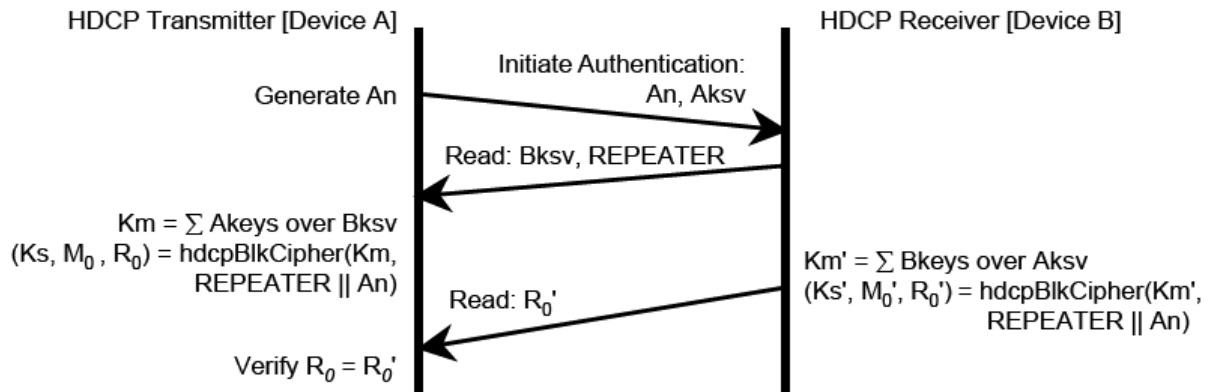 HDCP Transmitter [Device A]
HDCP Receiver [Device B]
Initiate Authentication:
An, Aksv
Generate An
Read: Bksv, REPEATER
Km = ∑ Akeys over Bksv
(Ks, M₀ , R₀) = hdcpBlkCipher(Km,
REPEATER || An)
Km' = ∑ Bkeys over Aksv
(Ks', M₀', R₀') = hdcpBlkCipher(Km',
REPEATER || An)
Read: R₀'
Verify R₀ = R₀'